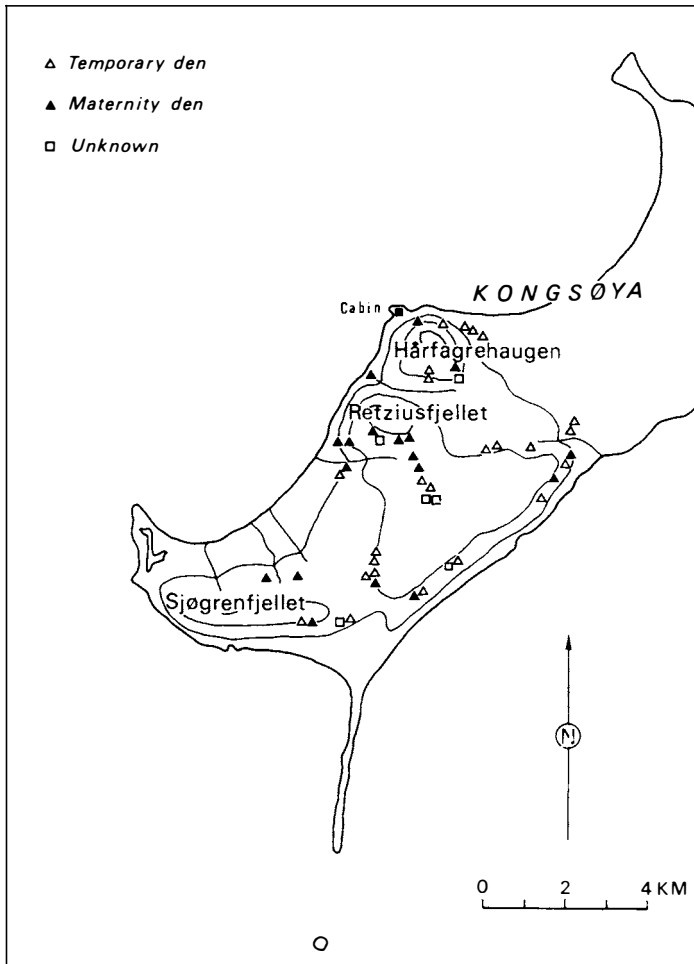 Temporary den
Maternity den
Unknown
KONGSØYA
Cabin
Hårfagrehaugen
Retziusfjellet
Sjøgrenfjellet
N
0 2 4 KM